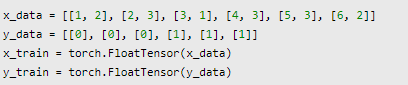 x_data = [[1, 2], [2, 3], [3, 1], [4, 3], [5, 3], [6, 2]]
y_data = [[0], [0], [0], [1], [1], [1]]
x_train = torch.FloatTensor(x_data)
y_train = torch.FloatTensor(y_data)